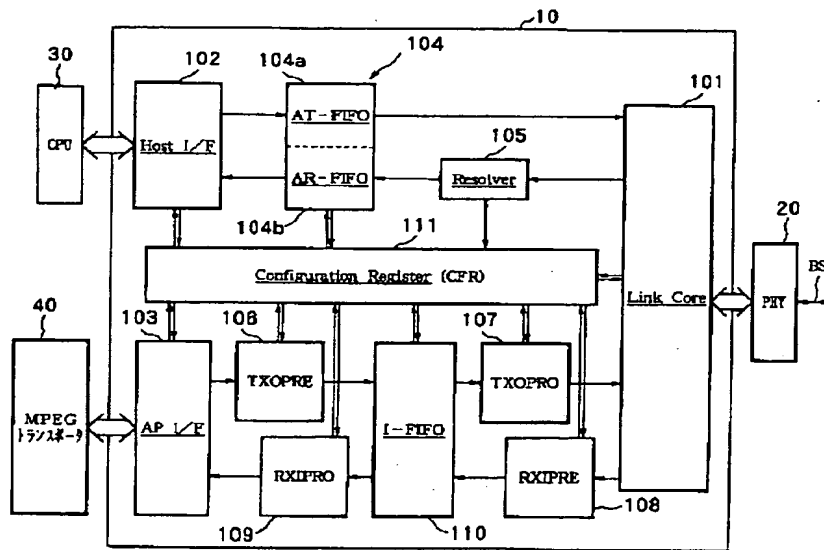 10
30
102
104a
104
101
CPU
Host I/F
AT-FIFO
AR-FIFO
105
Resolver
104b
111
20
Configuration Register (CFR)
Link Core
PHY
BS
40
103
106
107
MPEG
トランスポータ
AP I/F
TXOPRE
I-FIFO
TXOPRO
RXIPRO
RXIPRE
109
110
108